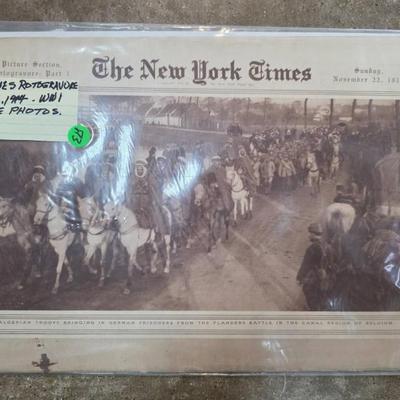 Picture Section.
Rotogravure: Part 1
The New York Times
Sunday,
November 22, 191
ES ROTOGRAVURE
1914. WWI
PHOTOS.
ALGERIAN TROOPS BRINGING IN GERMAN PRISONERS FROM THE FLANDERS BATTLE IN THE CANAL REGION OF BELGIUM.